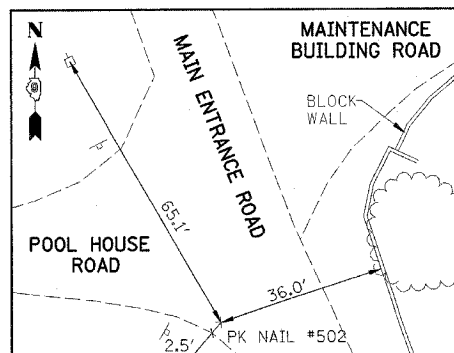 N
MAINTENANCE
BUILDING ROAD
MAIN ENTRANCE ROAD
BLOCK
WALL
65.1'
POOL HOUSE
ROAD
36.0'
PK NAIL #502
2.5'